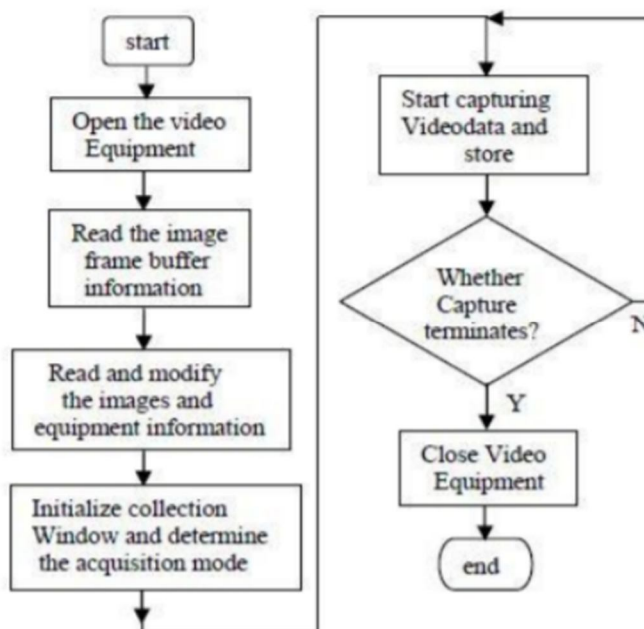 start
Open the video
Equipment
Read the image
frame buffer
information
Read and modify
the images and
equipment information
Initialize collection
Window and determine
the acquisition mode
Start capturing
Videodata and
store
Whether
Capture
terminates?
N
Y
Close Video
Equipment
end